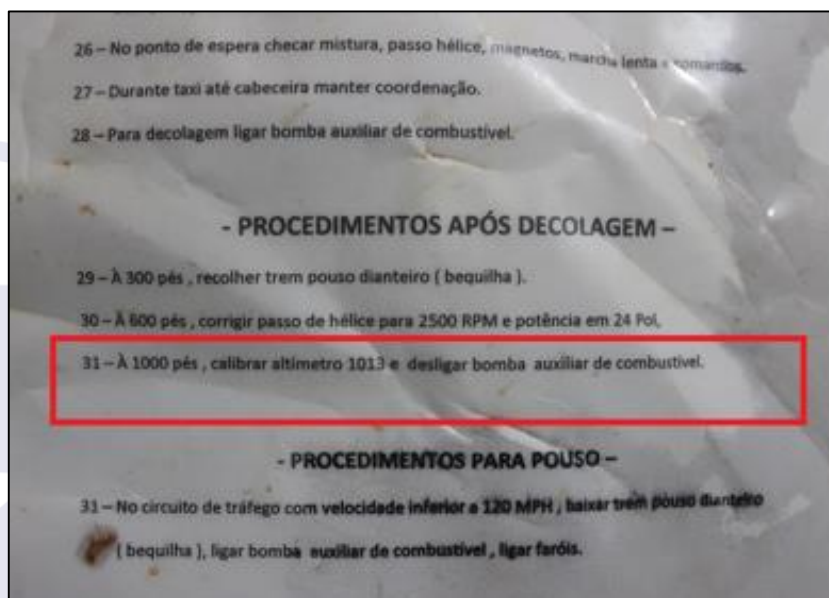 26 – No ponto de espera checar mistura, passo hélice, magnetos, marcha lenta e comandos.
27 – Durante taxi até cabeceira manter coordenação.
28 – Para decolagem ligar bomba auxiliar de combustível.
- PROCEDIMENTOS APÓS DECOLAGEM –
29 – À 300 pés , recolher trem pouso dianteiro ( bequilha ).
30 – À 600 pés , corrigir passo de hélice para 2500 RPM e potência em 24 Pol.
31 – À 1000 pés , calibrar altímetro 1013 e desligar bomba auxiliar de combustível.
- PROCEDIMENTOS PARA POUSO –
31 – No circuito de tráfego com velocidade inferior a 120 MPH , baixar trem pouso dianteiro
( bequilha ), ligar bomba auxiliar de combustível , ligar faróis.